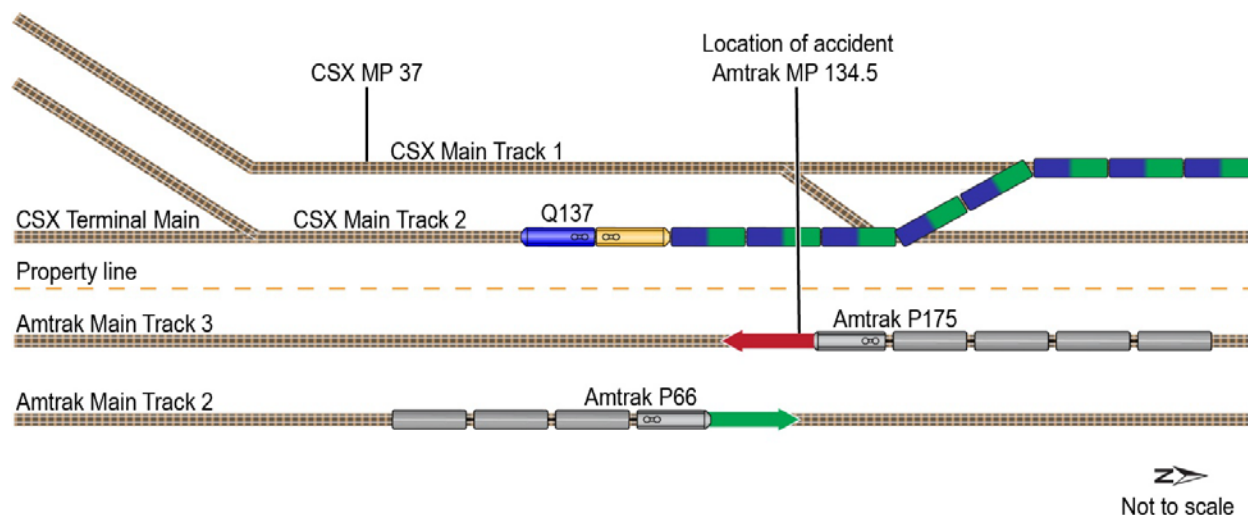 Location of accident
Amtrak MP 134.5
CSX MP 37
CSX Main Track 1
CSX Terminal Main
CSX Main Track 2
Q137
Property line
Amtrak Main Track 3
Amtrak P175
Amtrak Main Track 2
Amtrak P66
N
Not to scale